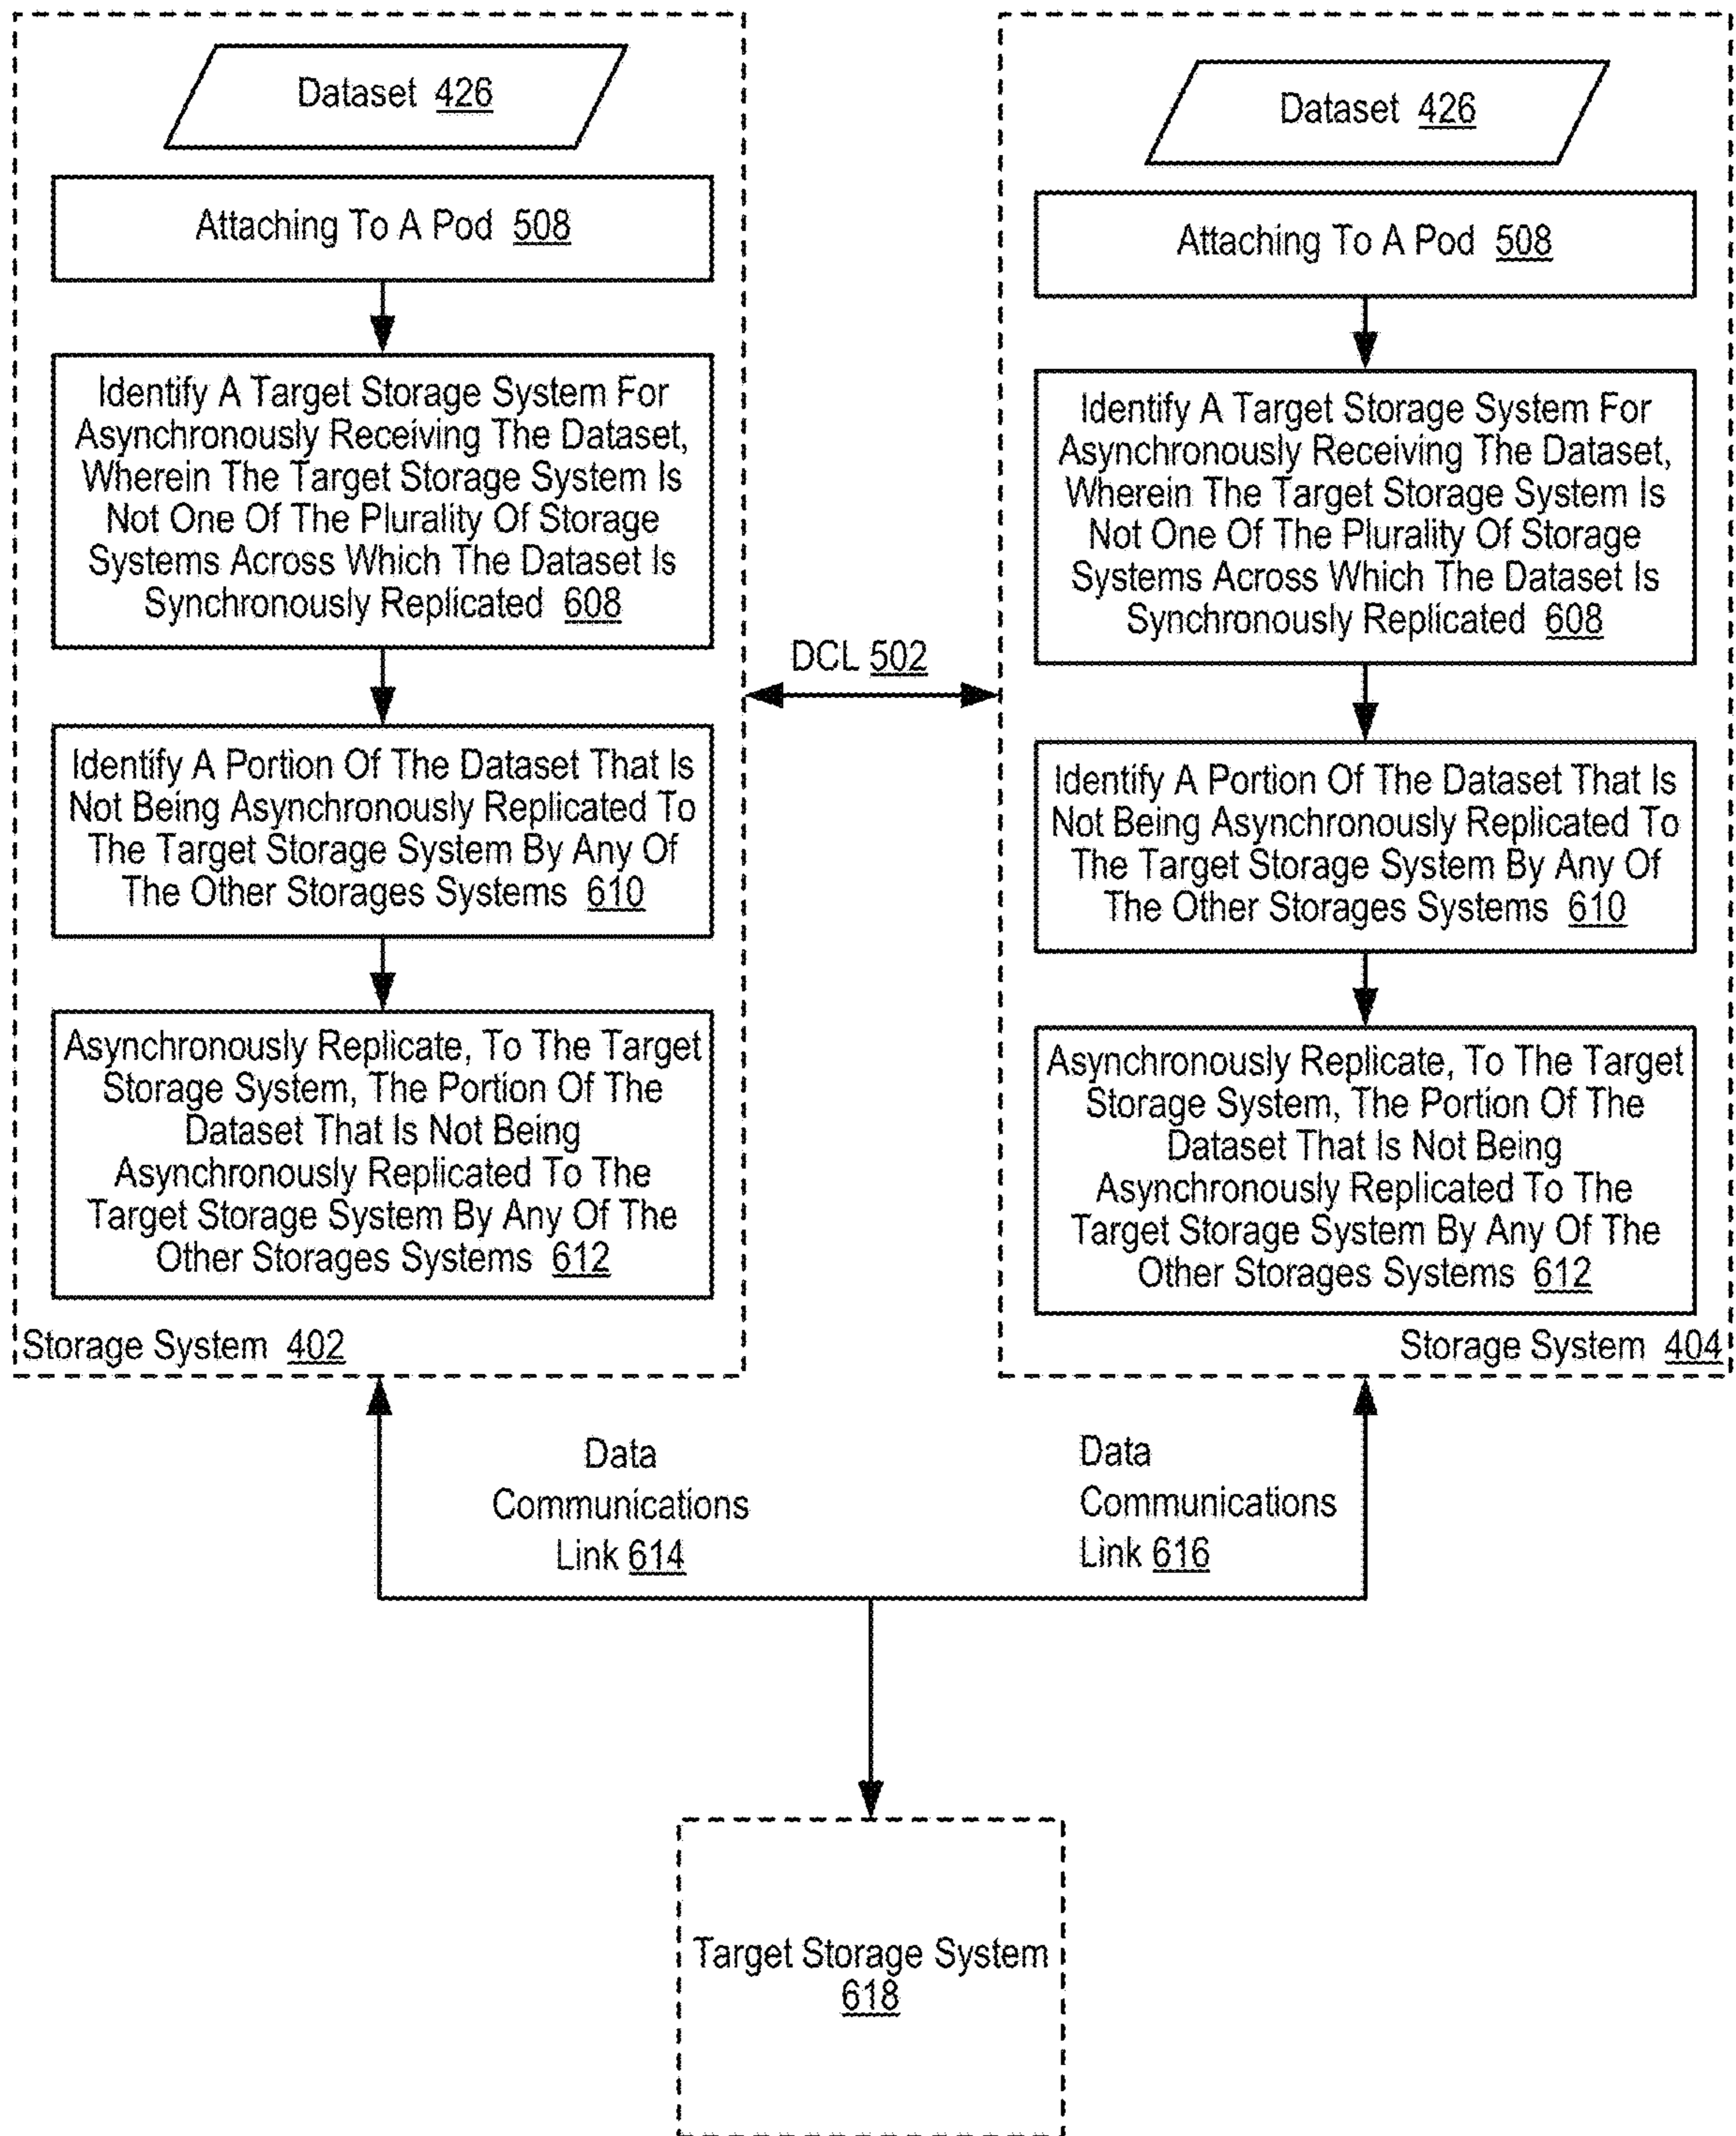 Dataset 426
Attaching To A Pod 508
Identify A Target Storage System For
Asynchronously Receiving The Dataset,
Wherein The Target Storage System Is
Not One Of The Plurality Of Storage
Systems Across Which The Dataset Is
Synchronously Replicated 608
Identify A Portion Of The Dataset That Is
Not Being Asynchronously Replicated To
The Target Storage System By Any Of
The Other Storages Systems 610
Asynchronously Replicate, To The Target
Storage System, The Portion Of The
Dataset That Is Not Being
Asynchronously Replicated To The
Target Storage System By Any Of The
Other Storages Systems 612
Storage System 402
DCL 502
Dataset 426
Attaching To A Pod 508
Identify A Target Storage System For
Asynchronously Receiving The Dataset,
Wherein The Target Storage System Is
Not One Of The Plurality Of Storage
Systems Across Which The Dataset Is
Synchronously Replicated 608
Identify A Portion Of The Dataset That Is
Not Being Asynchronously Replicated To
The Target Storage System By Any Of
The Other Storages Systems 610
Asynchronously Replicate, To The Target
Storage System, The Portion Of The
Dataset That Is Not Being
Asynchronously Replicated To The
Target Storage System By Any Of The
Other Storages Systems 612
Storage System 404
Data
Communications
Link 614
Data
Communications
Link 616
Target Storage System
618